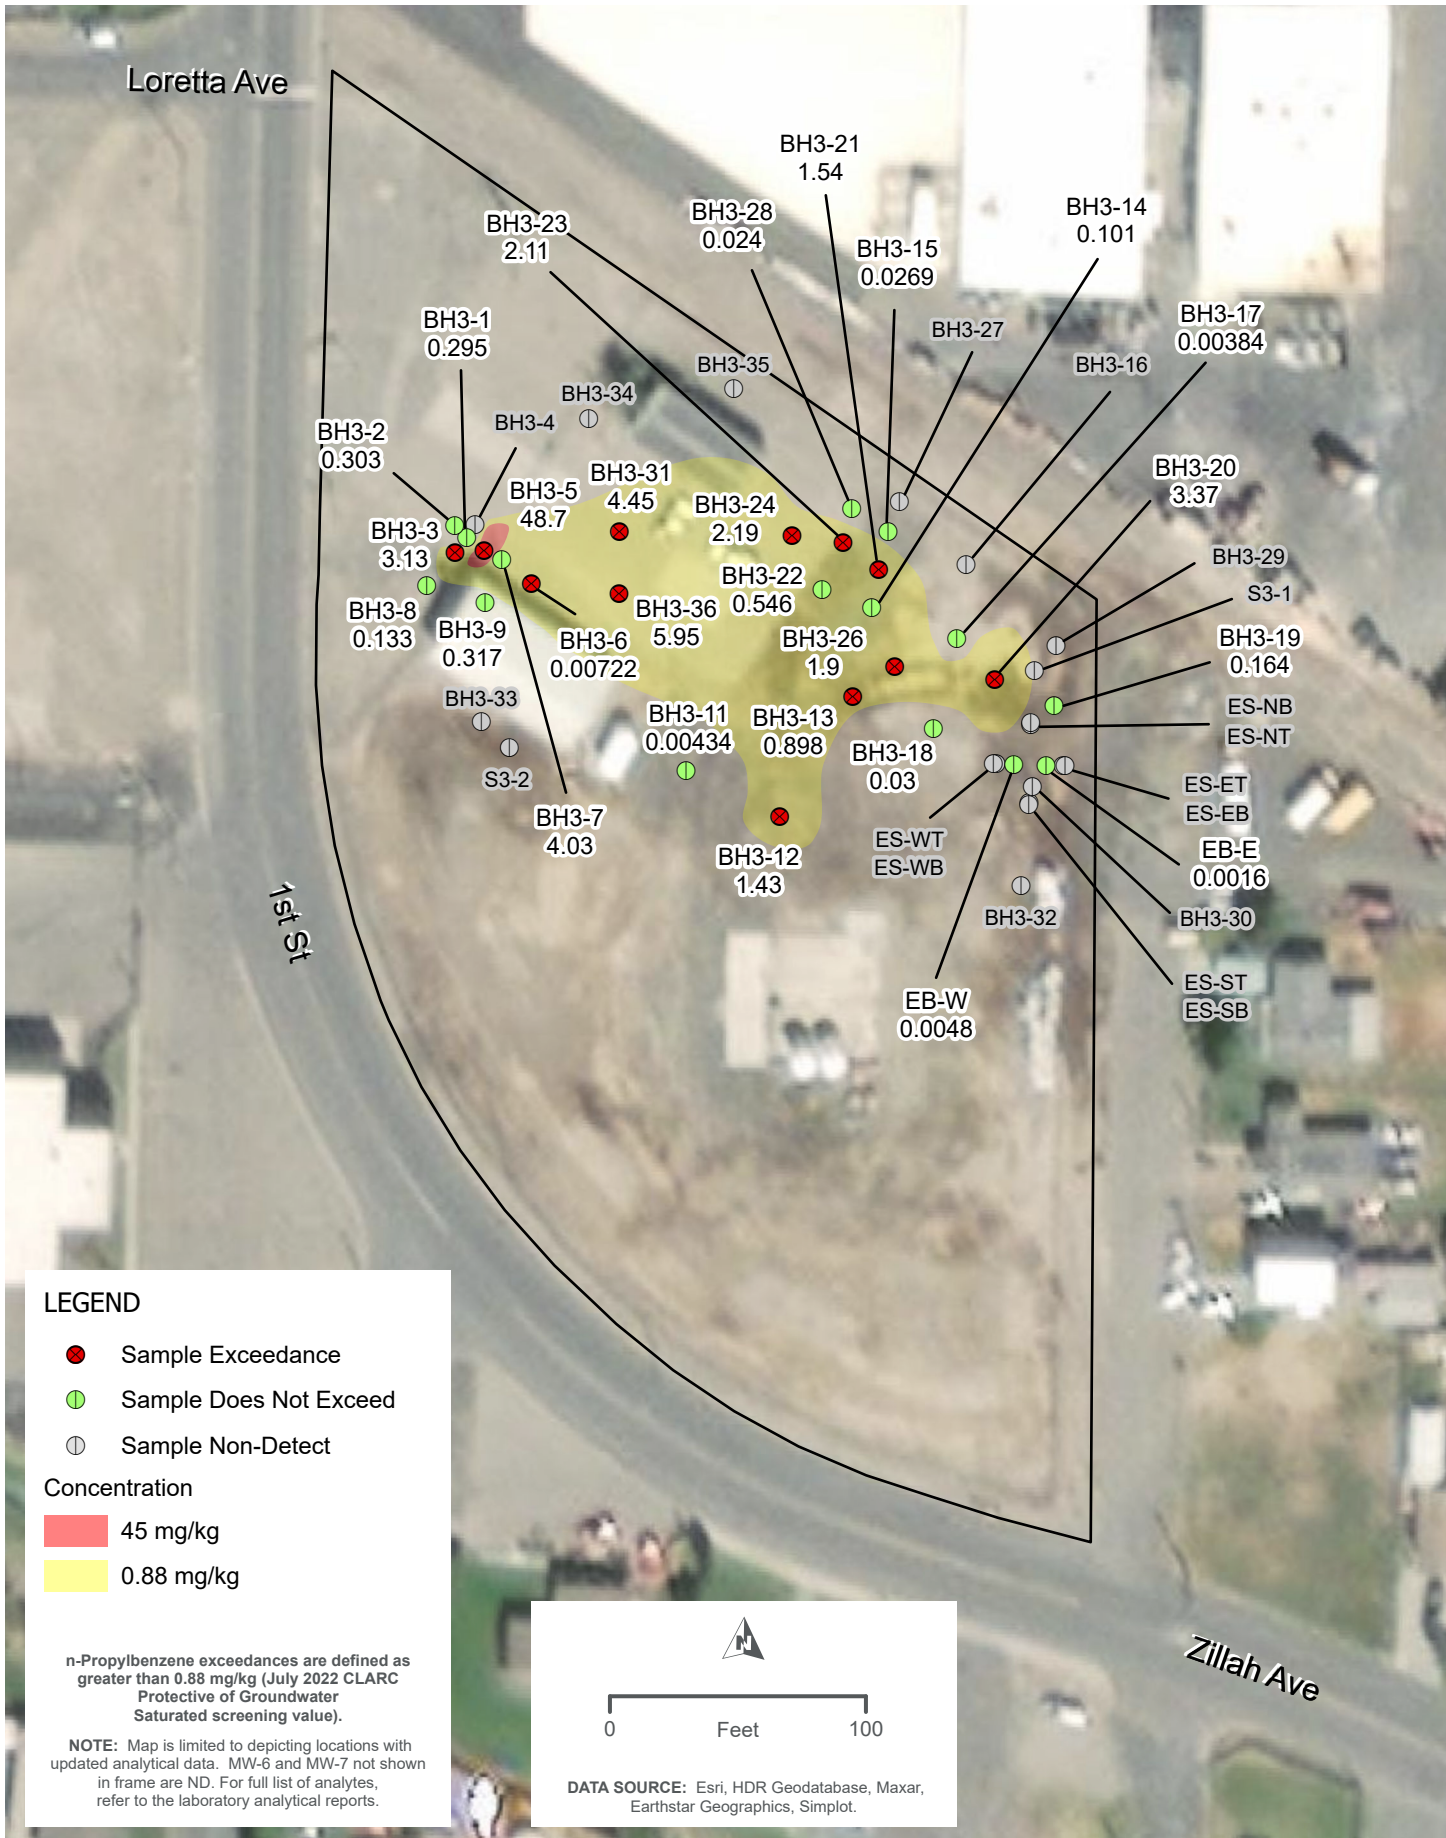 Loretta Ave
BH3-21
1.54
BH3-14
0.101
BH3-28
0.024
BH3-23
2.11
BH3-15
0.0269
BH3-17
0.00384
BH3-1
0.295
BH3-27
BH3-16
BH3-35
BH3-34
BH3-4
BH3-2
0.303
BH3-20
3.37
BH3-31
4.45
BH3-5
48.7
BH3-24
2.19
BH3-3
3.13
BH3-29
S3-1
BH3-22
0.546
BH3-8
0.133
BH3-9
0.317
BH3-36
5.95
BH3-6
0.00722
BH3-26
1.9
BH3-19
0.164
BH3-33
ES-NB
ES-NT
BH3-11
0.00434
BH3-13
0.898
BH3-18
0.03
S3-2
ES-ET
ES-EB
BH3-7
4.03
ES-WT
ES-WB
BH3-12
1.43
EB-E
0.0016
BH3-32
BH3-30
1st St
ES-ST
ES-SB
EB-W
0.0048
LEGEND
Sample Exceedance
Sample Does Not Exceed
Sample Non-Detect
Concentration
45 mg/kg
0.88 mg/kg
n-Propylbenzene exceedances are defined as
greater than 0.88 mg/kg (July 2022 CLARC
Protective of Groundwater
Saturated screening value).
NOTE: Map is limited to depicting locations with
updated analytical data. MW-6 and MW-7 not shown
in frame are ND. For full list of analytes,
refer to the laboratory analytical reports.
N
0 Feet 100
DATA SOURCE: Esri, HDR Geodatabase, Maxar,
Earthstar Geographics, Simplot.
Zillah Ave